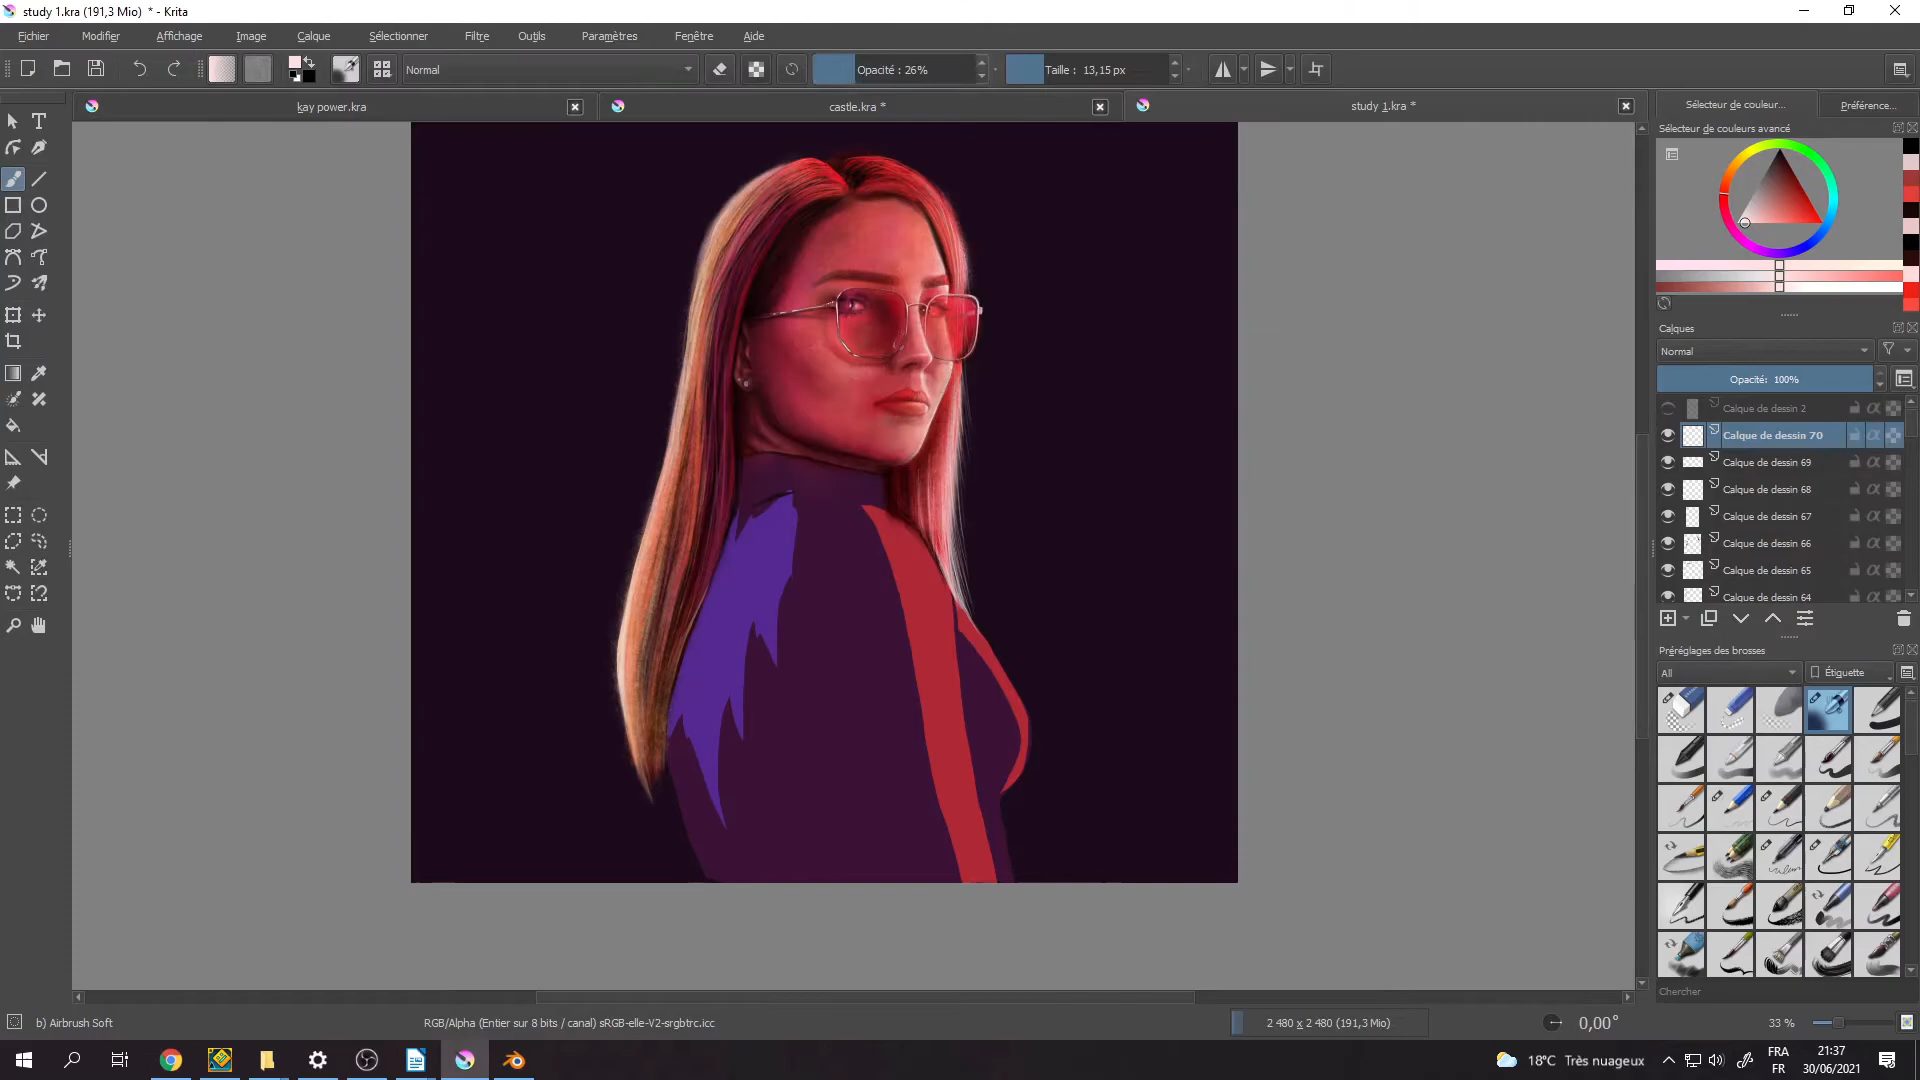 study 1.kra (191,3 Mio) * - Krita
Fichier Modifier Affichage Image Calque Sélectionner Filtre Outils Paramètres Fenêtre Aide
Normal Opacité : 26% Taille : 13,15 px
kay power.kra castle.kra * study 1.kra * Sélecteur de couleur... Préférence...
Sélecteur de couleurs avancé
Calques
Normal
Opacité: 100%
Calque de dessin 2
Calque de dessin 70
Calque de dessin 69
Calque de dessin 68
Calque de dessin 67
Calque de dessin 66
Calque de dessin 65
Calque de dessin 64
Préréglages des brosses
All Étiquette
Chercher
b) Airbrush Soft RGB/Alpha (Entier sur 8 bits / canal) sRGB-elle-V2-srgbtrc.icc 2 480 x 2 480 (191,3 Mio) 0,00° 33 %
18°C Très nuageux FRA 21:37
FR 30/06/2021